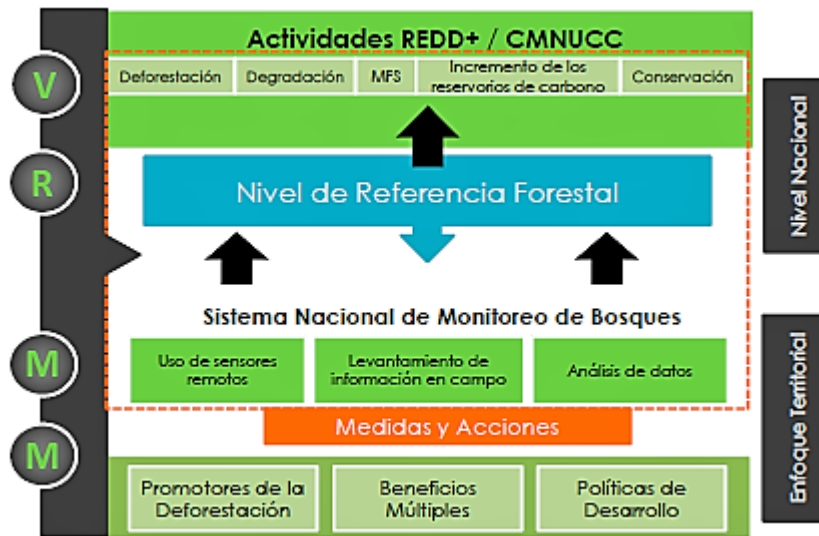 Actividades REDD+ / CMNUCC
V
Deforestación
Degradación
MFS
Incremento de los
reservorios de carbono
Conservación
R
Nivel de Referencia Forestal
Nivel Nacional
Sistema Nacional de Monitoreo de Bosques
M
Uso de sensores
remotos
Levantamiento de
información en campo
Análisis de datos
Medidas y Acciones
M
Promotores de la
Deforestación
Beneficios
Múltiples
Políticas de
Desarrollo
Enfoque Territorial